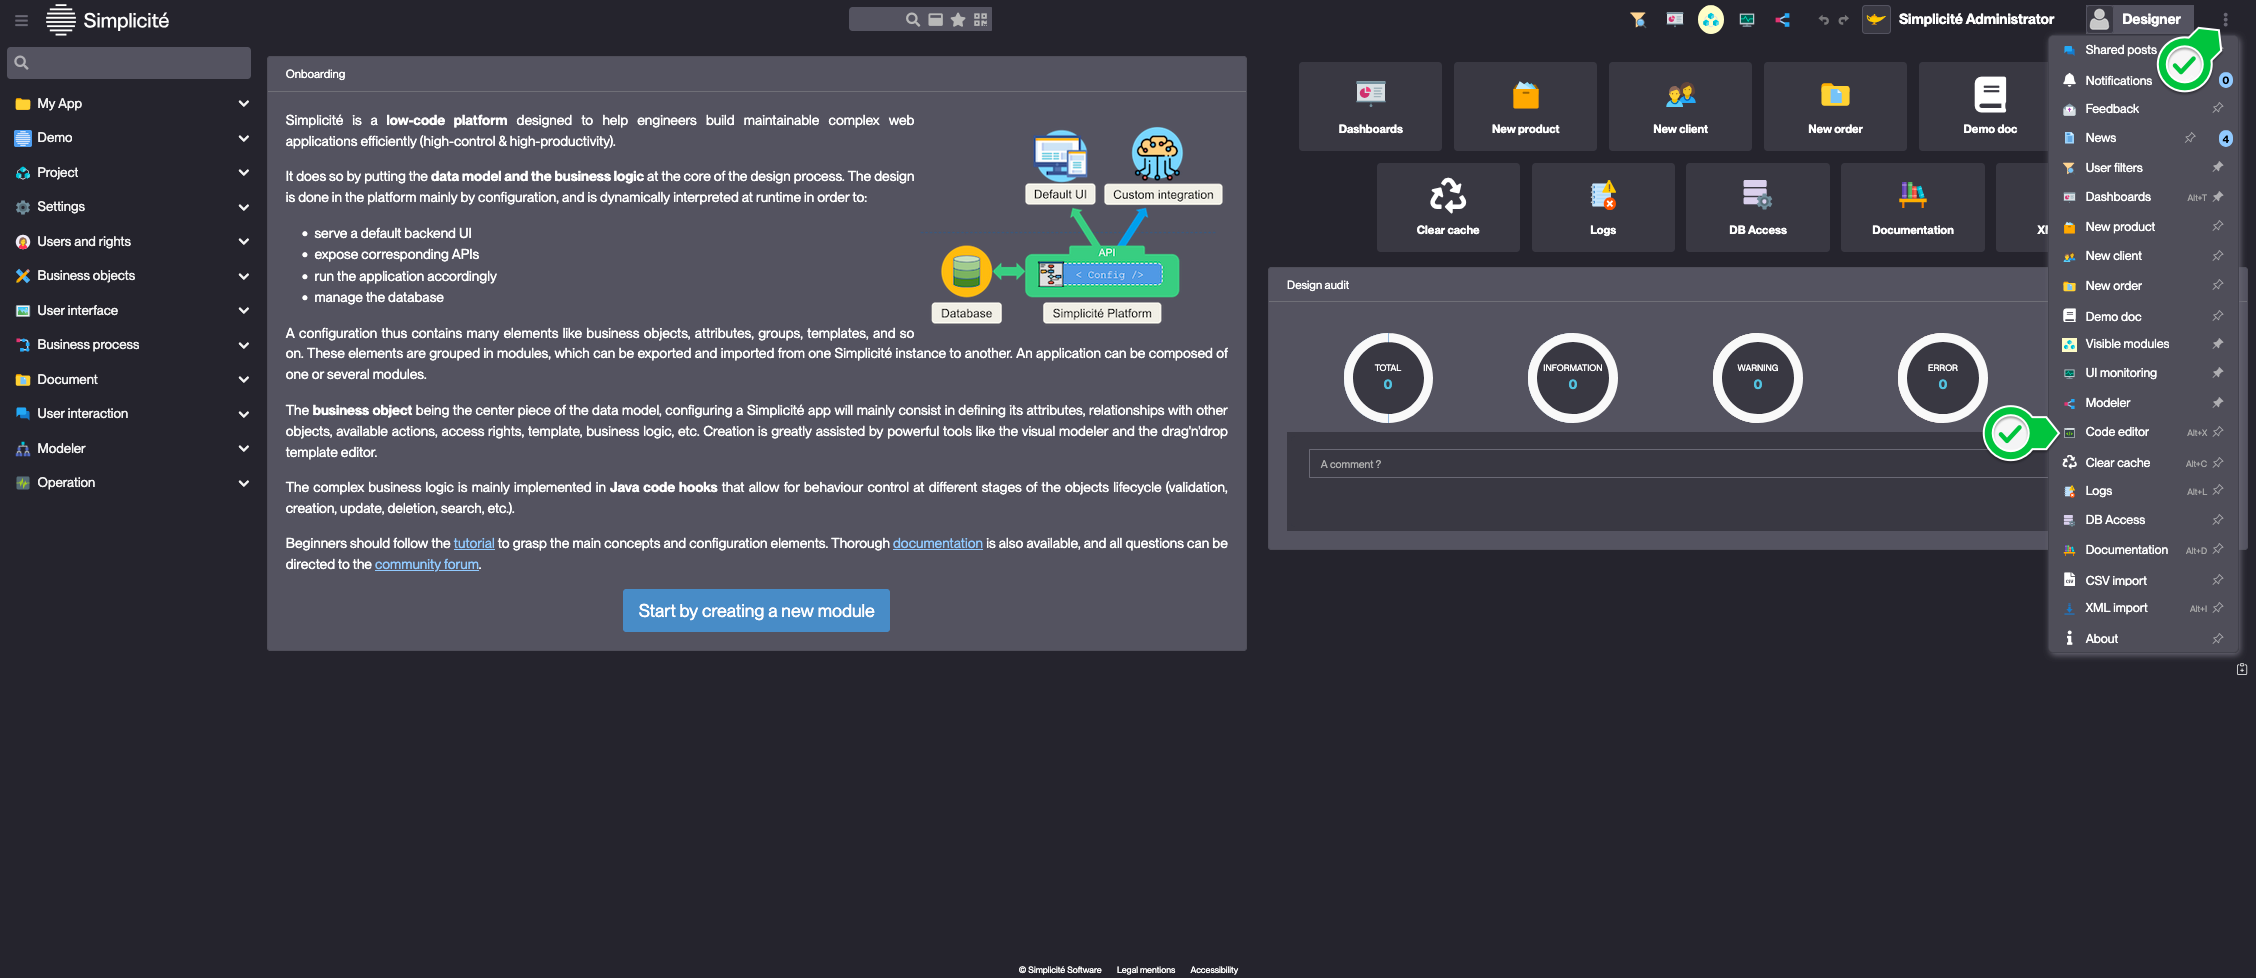 Simplicité
Simplicité Administrator
Designer
My App
Demo
Project
Settings
Users and rights
Business objects
User interface
Business process
Document
User interaction
Modeler
Operation
Onboarding
Simplicité is a low-code platform designed to help engineers build maintainable complex web
applications efficiently (high-control & high-productivity).
It does so by putting the data model and the business logic at the core of the design process. The design
is done in the platform mainly by configuration, and is dynamically interpreted at runtime in order to:
• serve a default backend UI
• expose corresponding APIs
• run the application accordingly
• manage the database
Default UI
Custom integration
API
< Config />
Database
Simplicité Platform
A configuration thus contains many elements like business objects, attributes, groups, templates, and so
on. These elements are grouped in modules, which can be exported and imported from one Simplicité instance to another. An application can be composed of
one or several modules.
The business object being the center piece of the data model, configuring a Simplicité app will mainly consist in defining its attributes, relationships with other
objects, available actions, access rights, template, business logic, etc. Creation is greatly assisted by powerful tools like the visual modeler and the drag'n'drop
template editor.
The complex business logic is mainly implemented in Java code hooks that allow for behaviour control at different stages of the objects lifecycle (validation,
creation, update, deletion, search, etc.).
Beginners should follow the tutorial to grasp the main concepts and configuration elements. Thorough documentation is also available, and all questions can be
directed to the community forum.
Start by creating a new module
Dashboards
New product
New client
New order
Demo doc
Clear cache
Logs
DB Access
Documentation
Design audit
TOTAL
0
INFORMATION
0
WARNING
0
ERROR
0
A comment ?
Shared posts
Notifications 0
Feedback
News 4
User filters
Dashboards Alt+T
New product
New client
New order
Demo doc
Visible modules
UI monitoring
Modeler
Code editor Alt+X
Clear cache Alt+C
Logs Alt+L
DB Access
Documentation Alt+D
CSV import
XML import Alt+I
About
© Simplicité Software Legal mentions Accessibility